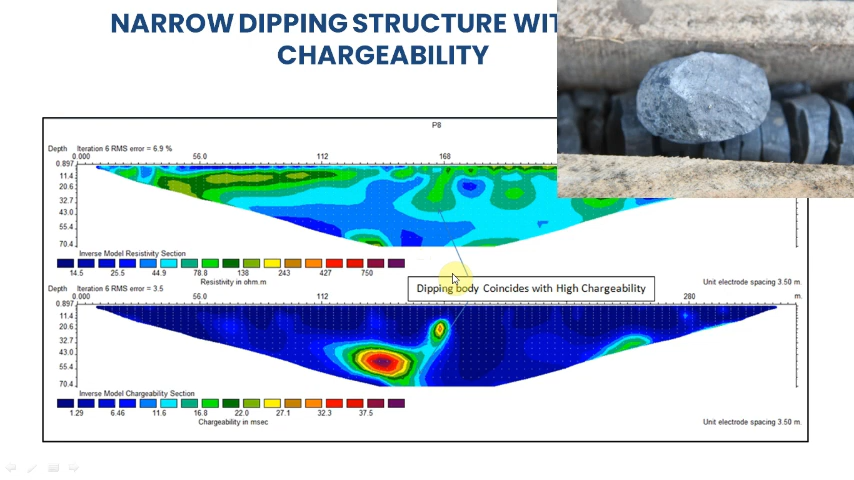 NARROW DIPPING STRUCTURE
CHARGEABILITY
P8
Depth Iteration 6 RMS error = 6.9 %
0.000 56.0 112 168
0.897
11.4
20.6
32.7
43.0
55.4
70.4
Inverse Model Resistivity Section
14.5 25.5 44.9 78.8 138 243 427 750
Resistivity in ohm.m
Unit electrode spacing 3.50 m.
Dipping body Coincides with High Chargeability
Depth Iteration 6 RMS error = 3.5
0.000 56.0 112 280 m.
0.897
11.4
20.6
32.7
43.0
55.4
70.4
Inverse Model Chargeability Section
1.29 6.46 11.6 16.8 22.0 27.1 32.3 37.5
Chargeability in msec
Unit electrode spacing 3.50 m.